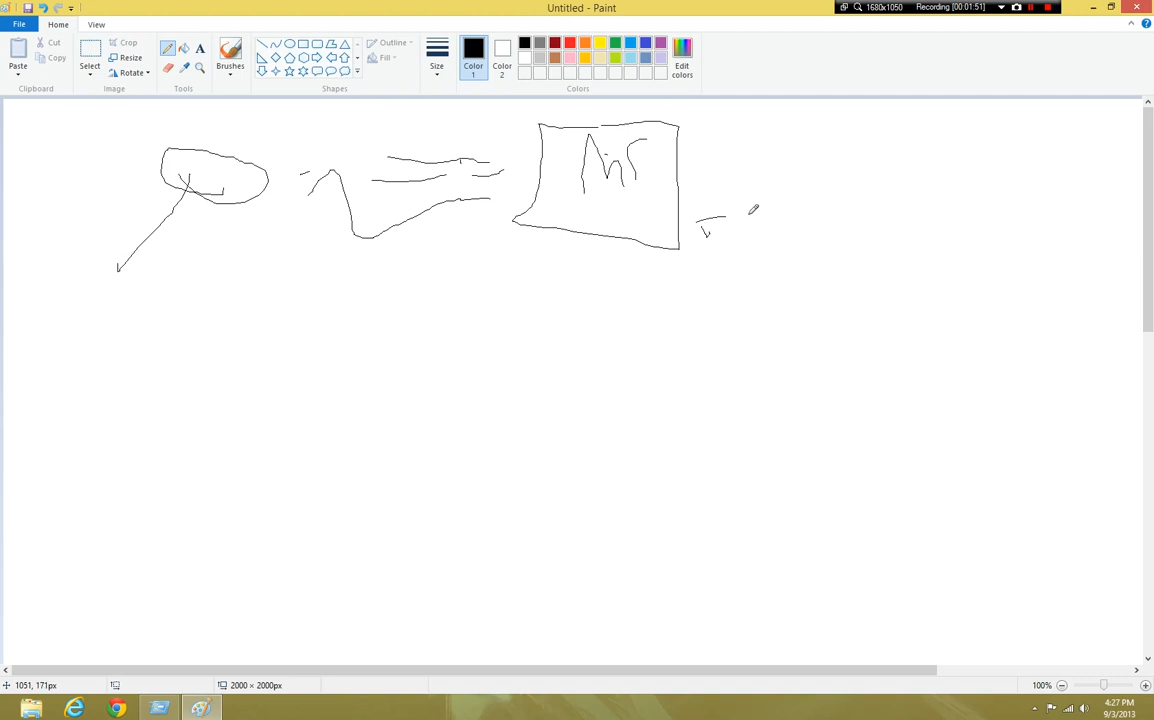 Untitled - Paint
1680x1050
Recording [00:01:51]
File
Home
View
Paste
Cut
Copy
Clipboard
Select
Crop
Resize
Rotate
Image
Tools
Brushes
Shapes
Outline
Fill
Size
Color 1
Color 2
Edit colors
Colors
1051, 171px
2000 × 2000px
100%
4:27 PM
9/3/2013